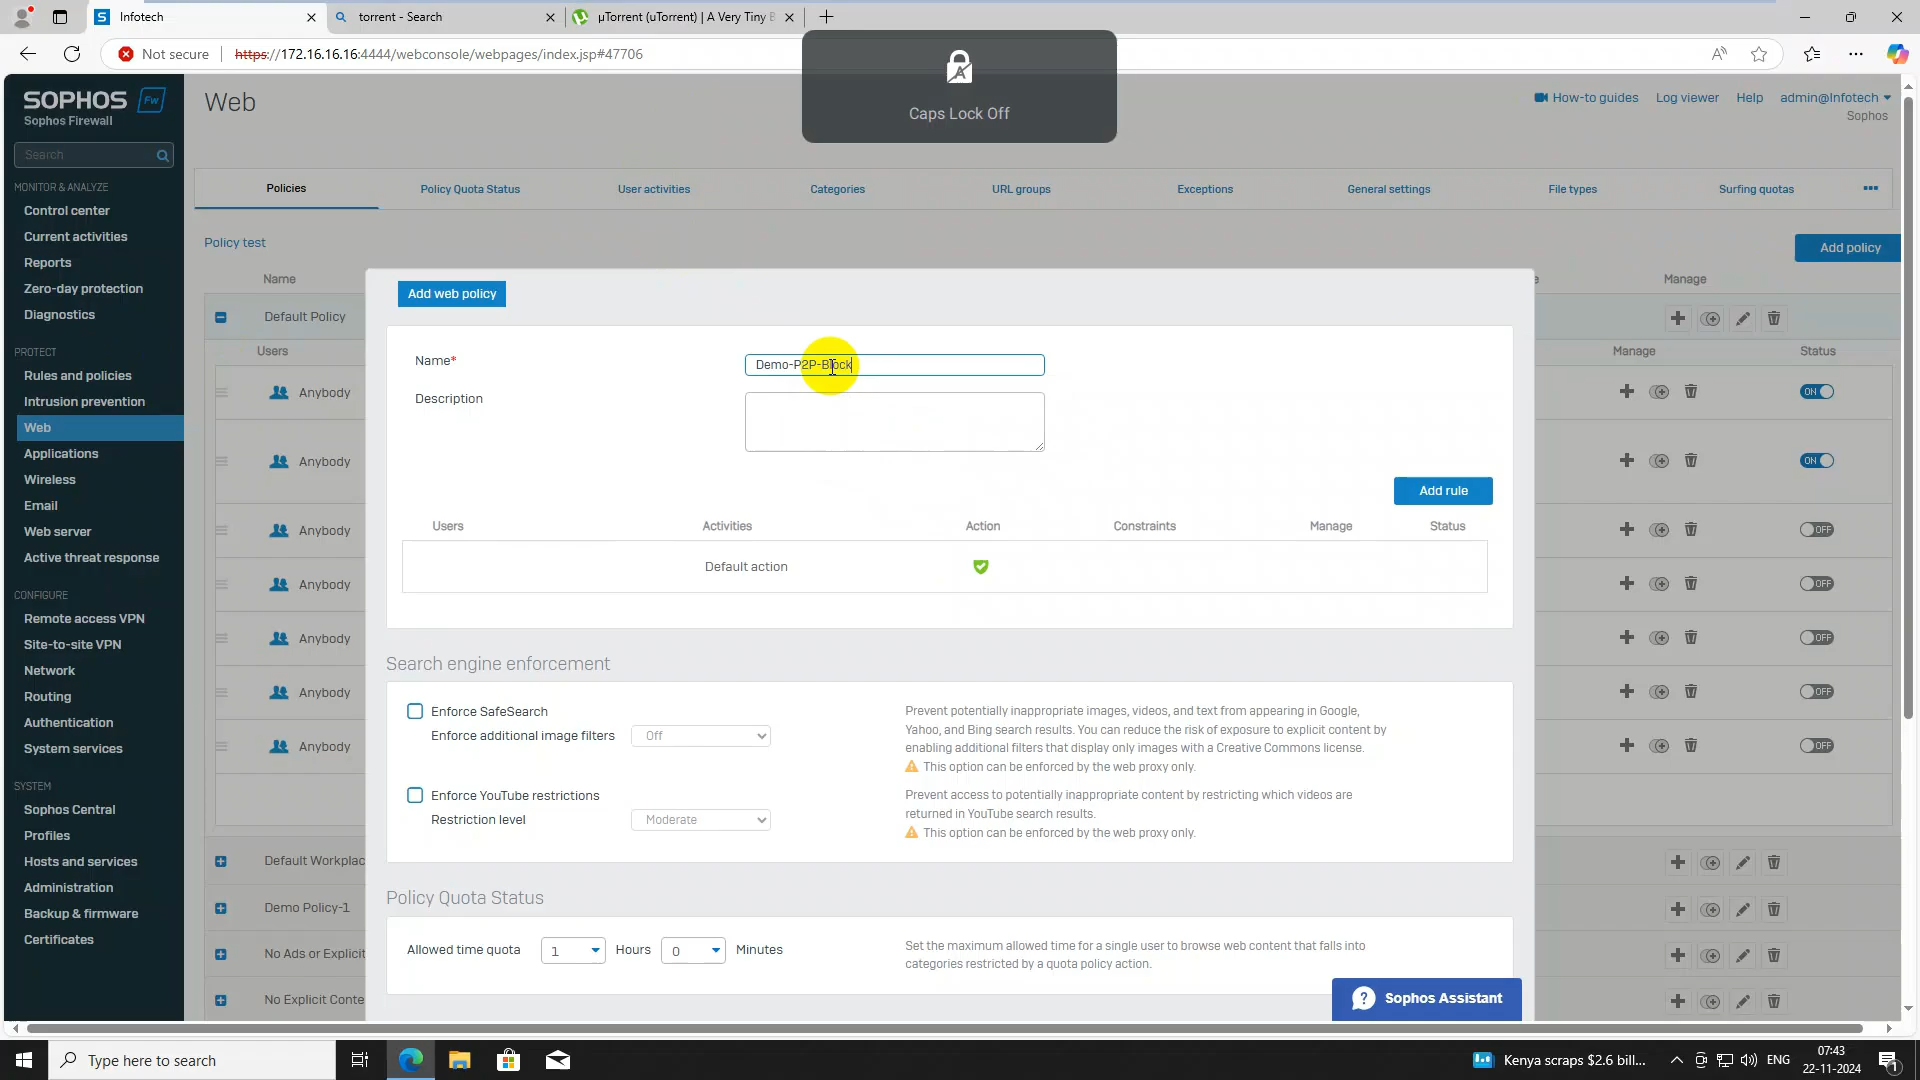 Infotech
torrent - Search
µTorrent (uTorrent) | A Very Tiny B
Not secure
https://172.16.16.16:4444/webconsole/webpages/index.jsp#47706
Caps Lock Off
SOPHOS Fw
Sophos Firewall
Search
MONITOR & ANALYZE
Control center
Current activities
Reports
Zero-day protection
Diagnostics
PROTECT
Rules and policies
Intrusion prevention
Web
Applications
Wireless
Email
Web server
Active threat response
CONFIGURE
Remote access VPN
Site-to-site VPN
Network
Routing
Authentication
System services
SYSTEM
Sophos Central
Profiles
Hosts and services
Administration
Backup & firmware
Certificates
Web
How-to guides Log viewer Help admin@Infotech
Sophos
Policies Policy Quota Status User activities Categories URL groups Exceptions General settings File types Surfing quotas
Policy test
Add policy
Name Manage
Default Policy
Users Manage Status
Anybody ON
Anybody ON
Anybody OFF
Anybody OFF
Anybody OFF
Anybody OFF
Anybody OFF
Default Workplac
Demo Policy-1
No Ads or Explicit
No Explicit Conte
Add web policy
Name*
Demo-P2P-Block
Description
Add rule
Users Activities Action Constraints Manage Status
Default action
Search engine enforcement
Enforce SafeSearch
Enforce additional image filters Off
Prevent potentially inappropriate images, videos, and text from appearing in Google,
Yahoo, and Bing search results. You can reduce the risk of exposure to explicit content by
enabling additional filters that display only images with a Creative Commons license.
This option can be enforced by the web proxy only.
Enforce YouTube restrictions
Restriction level Moderate
Prevent access to potentially inappropriate content by restricting which videos are
returned in YouTube search results.
This option can be enforced by the web proxy only.
Policy Quota Status
Allowed time quota 1 Hours 0 Minutes
Set the maximum allowed time for a single user to browse web content that falls into
categories restricted by a quota policy action.
? Sophos Assistant
Type here to search
Kenya scraps $2.6 bill...
ENG
07:43
22-11-2024
1